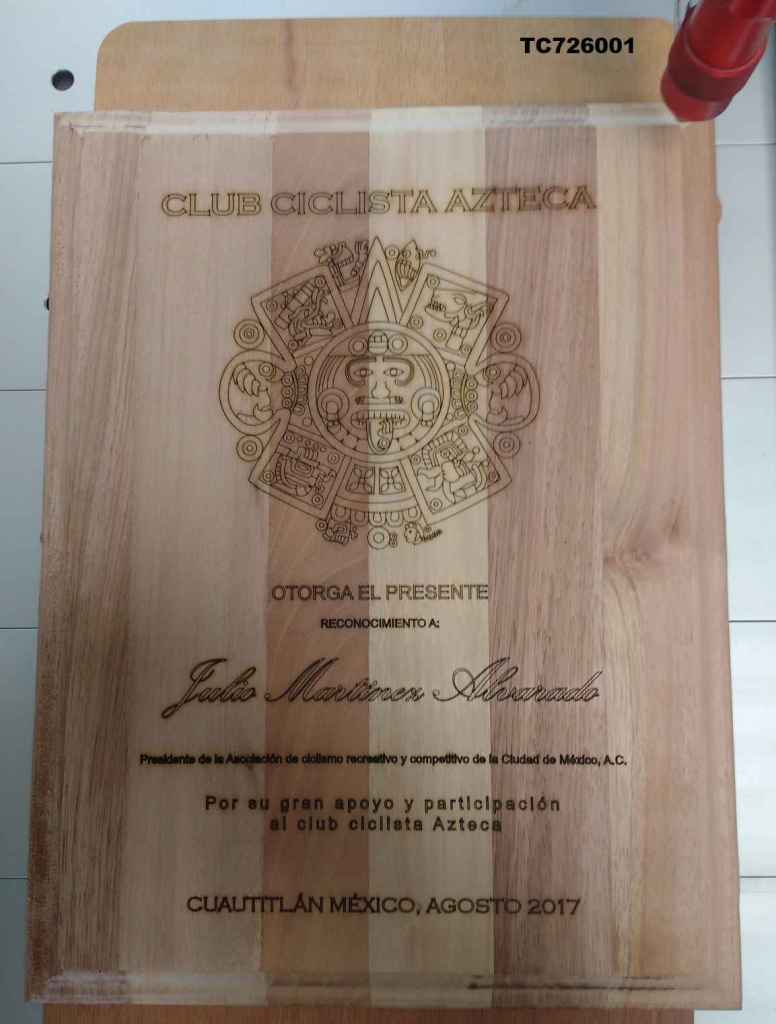 TC726001
CLUB CICLISTA AZTECA
OTORGA EL PRESENTE
RECONOCIMIENTO A:
Julio Martinez Alvarado
Presidente de la Asociación de ciclismo recreativo y competitivo de la Ciudad de México, A.C.
Por su gran apoyo y participación
al club ciclista Azteca
CUAUTITLÁN MÉXICO, AGOSTO 2017